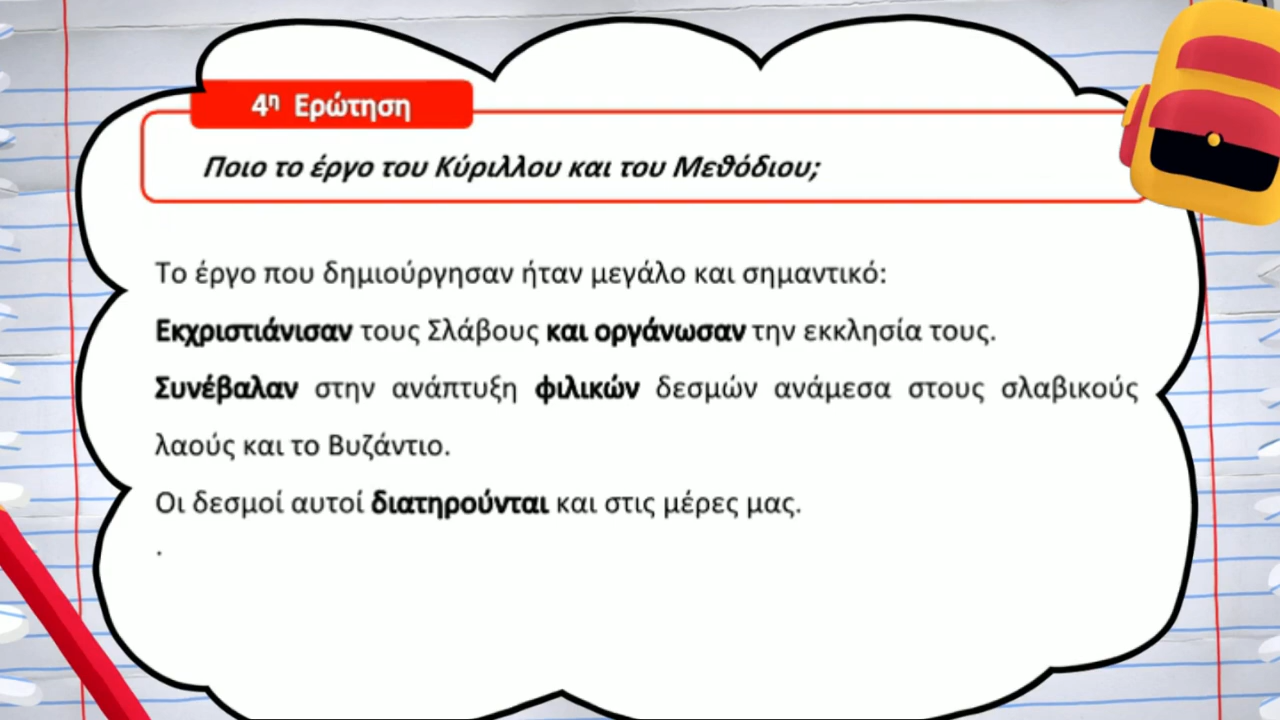 4η Ερώτηση
Ποιο το έργο του Κύριλλου και του Μεθόδιου;
Το έργο που δημιούργησαν ήταν μεγάλο και σημαντικό:
Εκχριστιάνισαν τους Σλάβους και οργάνωσαν την εκκλησία τους.
Συνέβαλαν στην ανάπτυξη φιλικών δεσμών ανάμεσα στους σλαβικούς
λαούς και το Βυζάντιο.
Οι δεσμοί αυτοί διατηρούνται και στις μέρες μας.
.